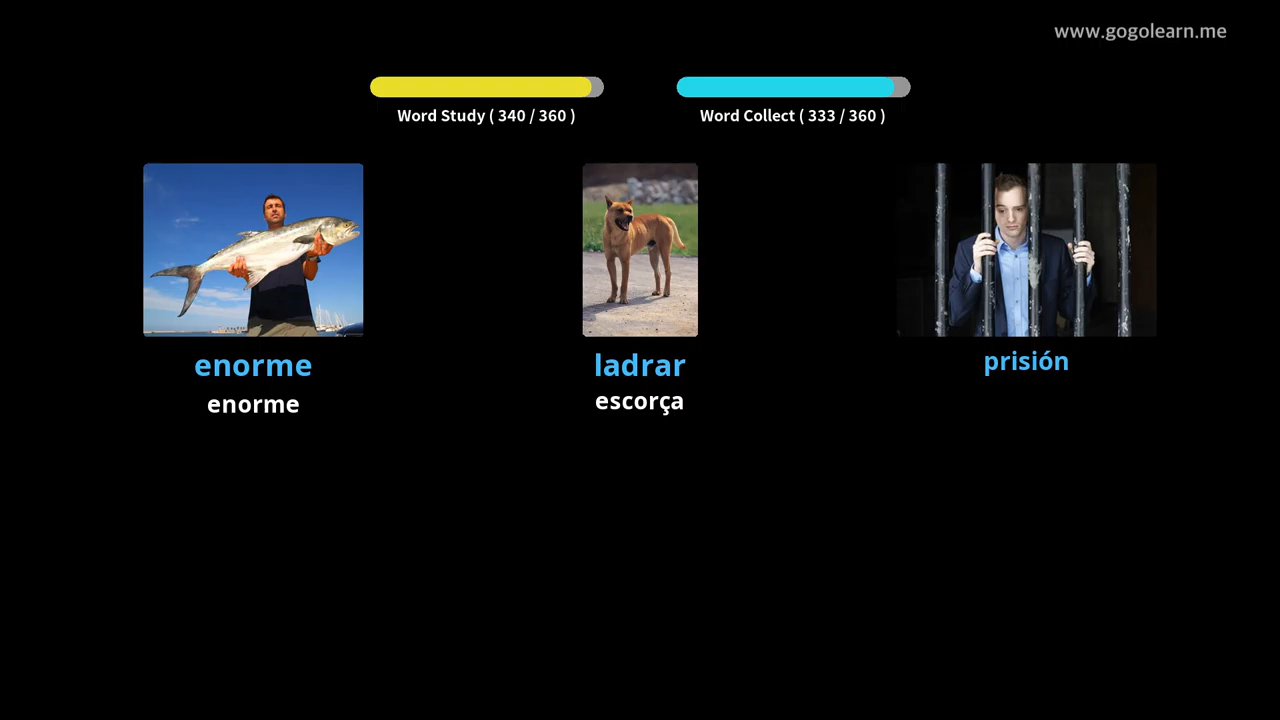 www.gogolearn.me
Word Study ( 340 / 360 )
Word Collect ( 333 / 360 )
enorme
enorme
ladrar
escorça
prisión